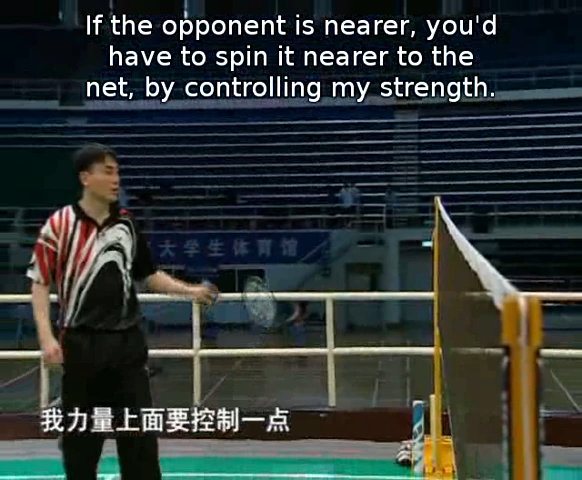 If the opponent is nearer, you'd
have to spin it nearer to the
net, by controlling my strength.
大学生体育馆
我力量上面要控制一点